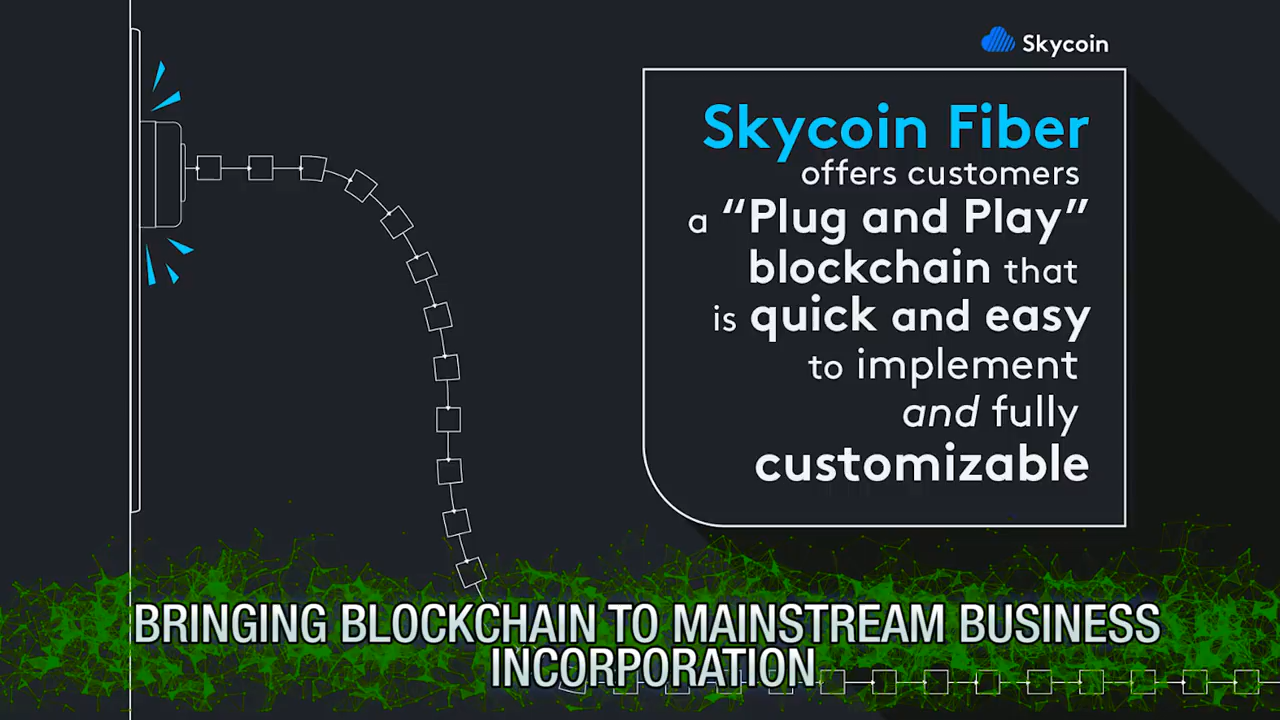 Skycoin
Skycoin Fiber
offers customers
a “Plug and Play”
blockchain that
is quick and easy
to implement
and fully
customizable
BRINGING BLOCKCHAIN TO MAINSTREAM BUSINESS
INCORPORATION